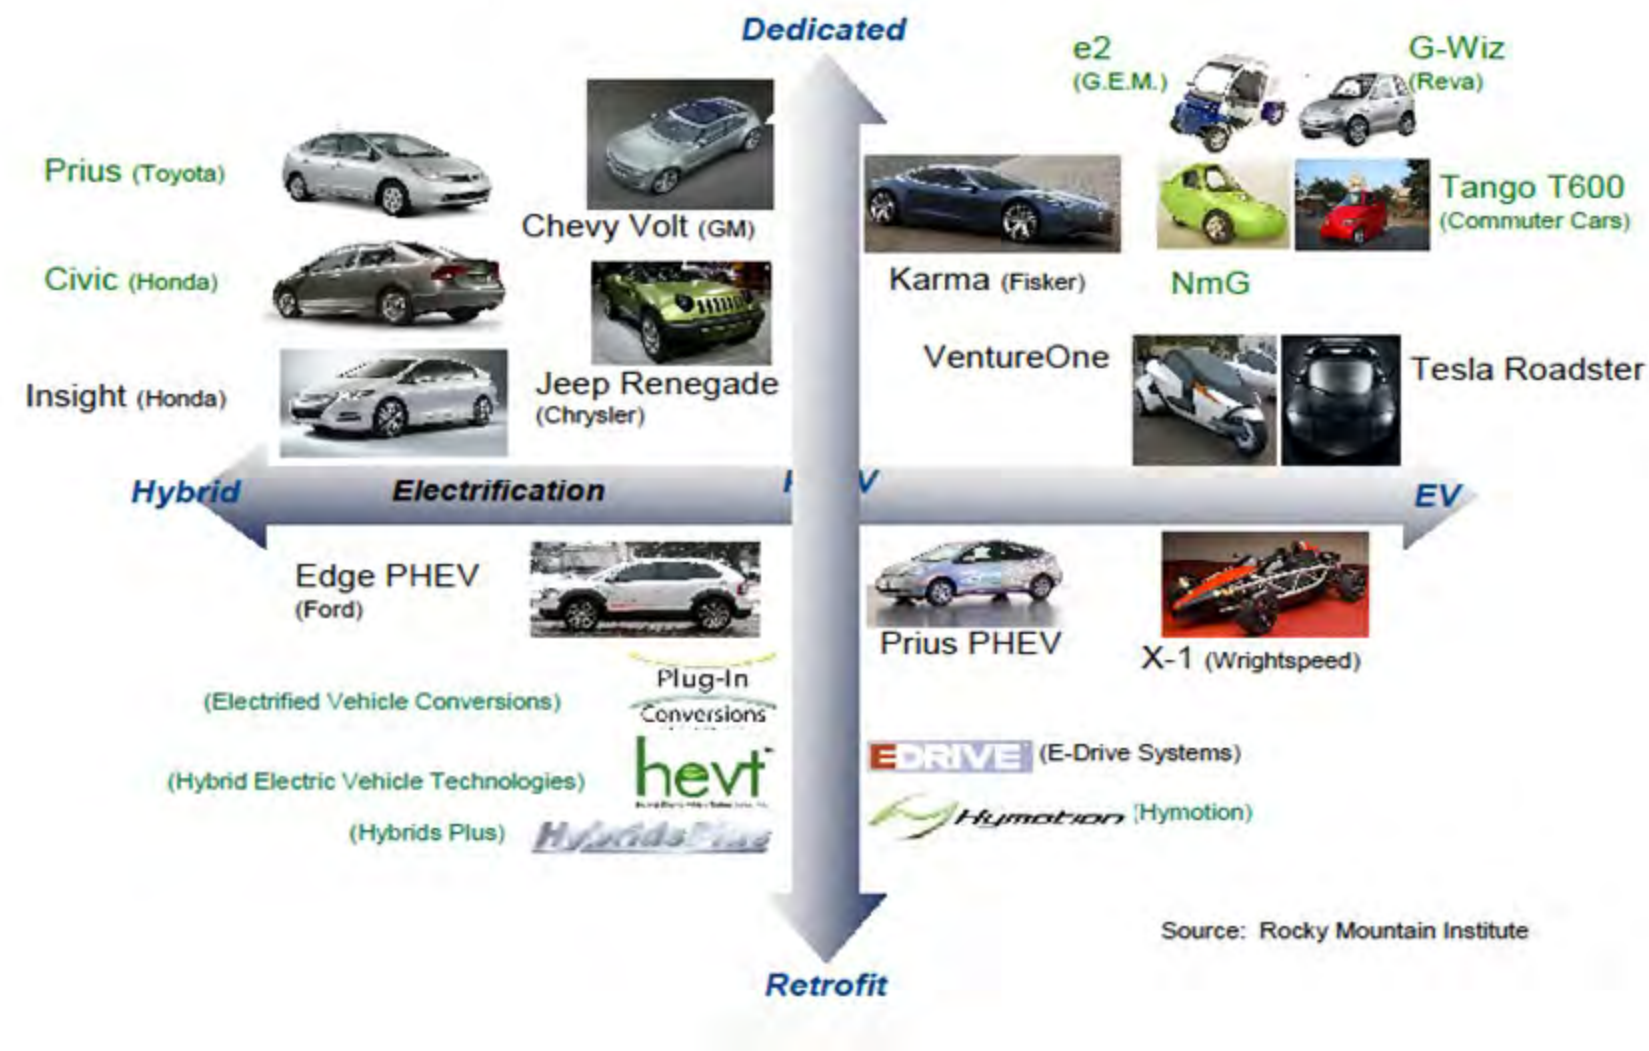 Dedicated
e2
(G.E.M.)
G-Wiz
(Reva)
Prius (Toyota)
Chevy Volt (GM)
Tango T600
(Commuter Cars)
Civic (Honda)
Karma (Fisker)
NmG
VentureOne
Tesla Roadster
Insight (Honda)
Jeep Renegade
(Chrysler)
Hybrid
Electrification
EV
Edge PHEV
(Ford)
Prius PHEV
X-1 (Wrightspeed)
(Electrified Vehicle Conversions)
Plug-In
Conversions
(Hybrid Electric Vehicle Technologies)
hevt
(Hybrids Plus)
HybridsPlus
EDRIVE (E-Drive Systems)
Hymotion (Hymotion)
Source: Rocky Mountain Institute
Retrofit